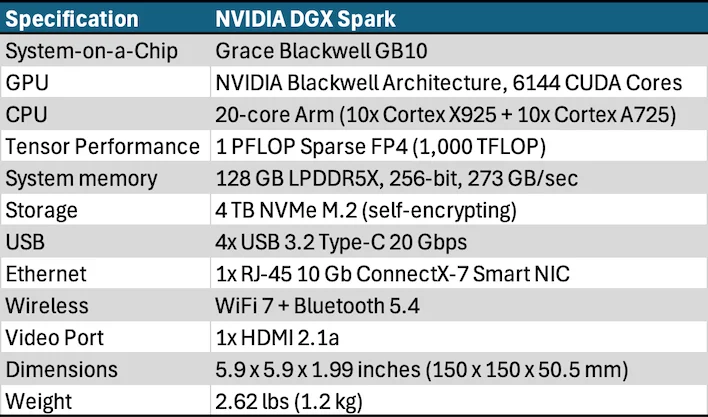 Specification NVIDIA DGX Spark
System-on-a-Chip Grace Blackwell GB10
GPU NVIDIA Blackwell Architecture, 6144 CUDA Cores
CPU 20-core Arm (10x Cortex X925 + 10x Cortex A725)
Tensor Performance 1 PFLOP Sparse FP4 (1,000 TFLOP)
System memory 128 GB LPDDR5X, 256-bit, 273 GB/sec
Storage 4 TB NVMe M.2 (self-encrypting)
USB 4x USB 3.2 Type-C 20 Gbps
Ethernet 1x RJ-45 10 Gb ConnectX-7 Smart NIC
Wireless WiFi 7 + Bluetooth 5.4
Video Port 1x HDMI 2.1a
Dimensions 5.9 x 5.9 x 1.99 inches (150 x 150 x 50.5 mm)
Weight 2.62 lbs (1.2 kg)